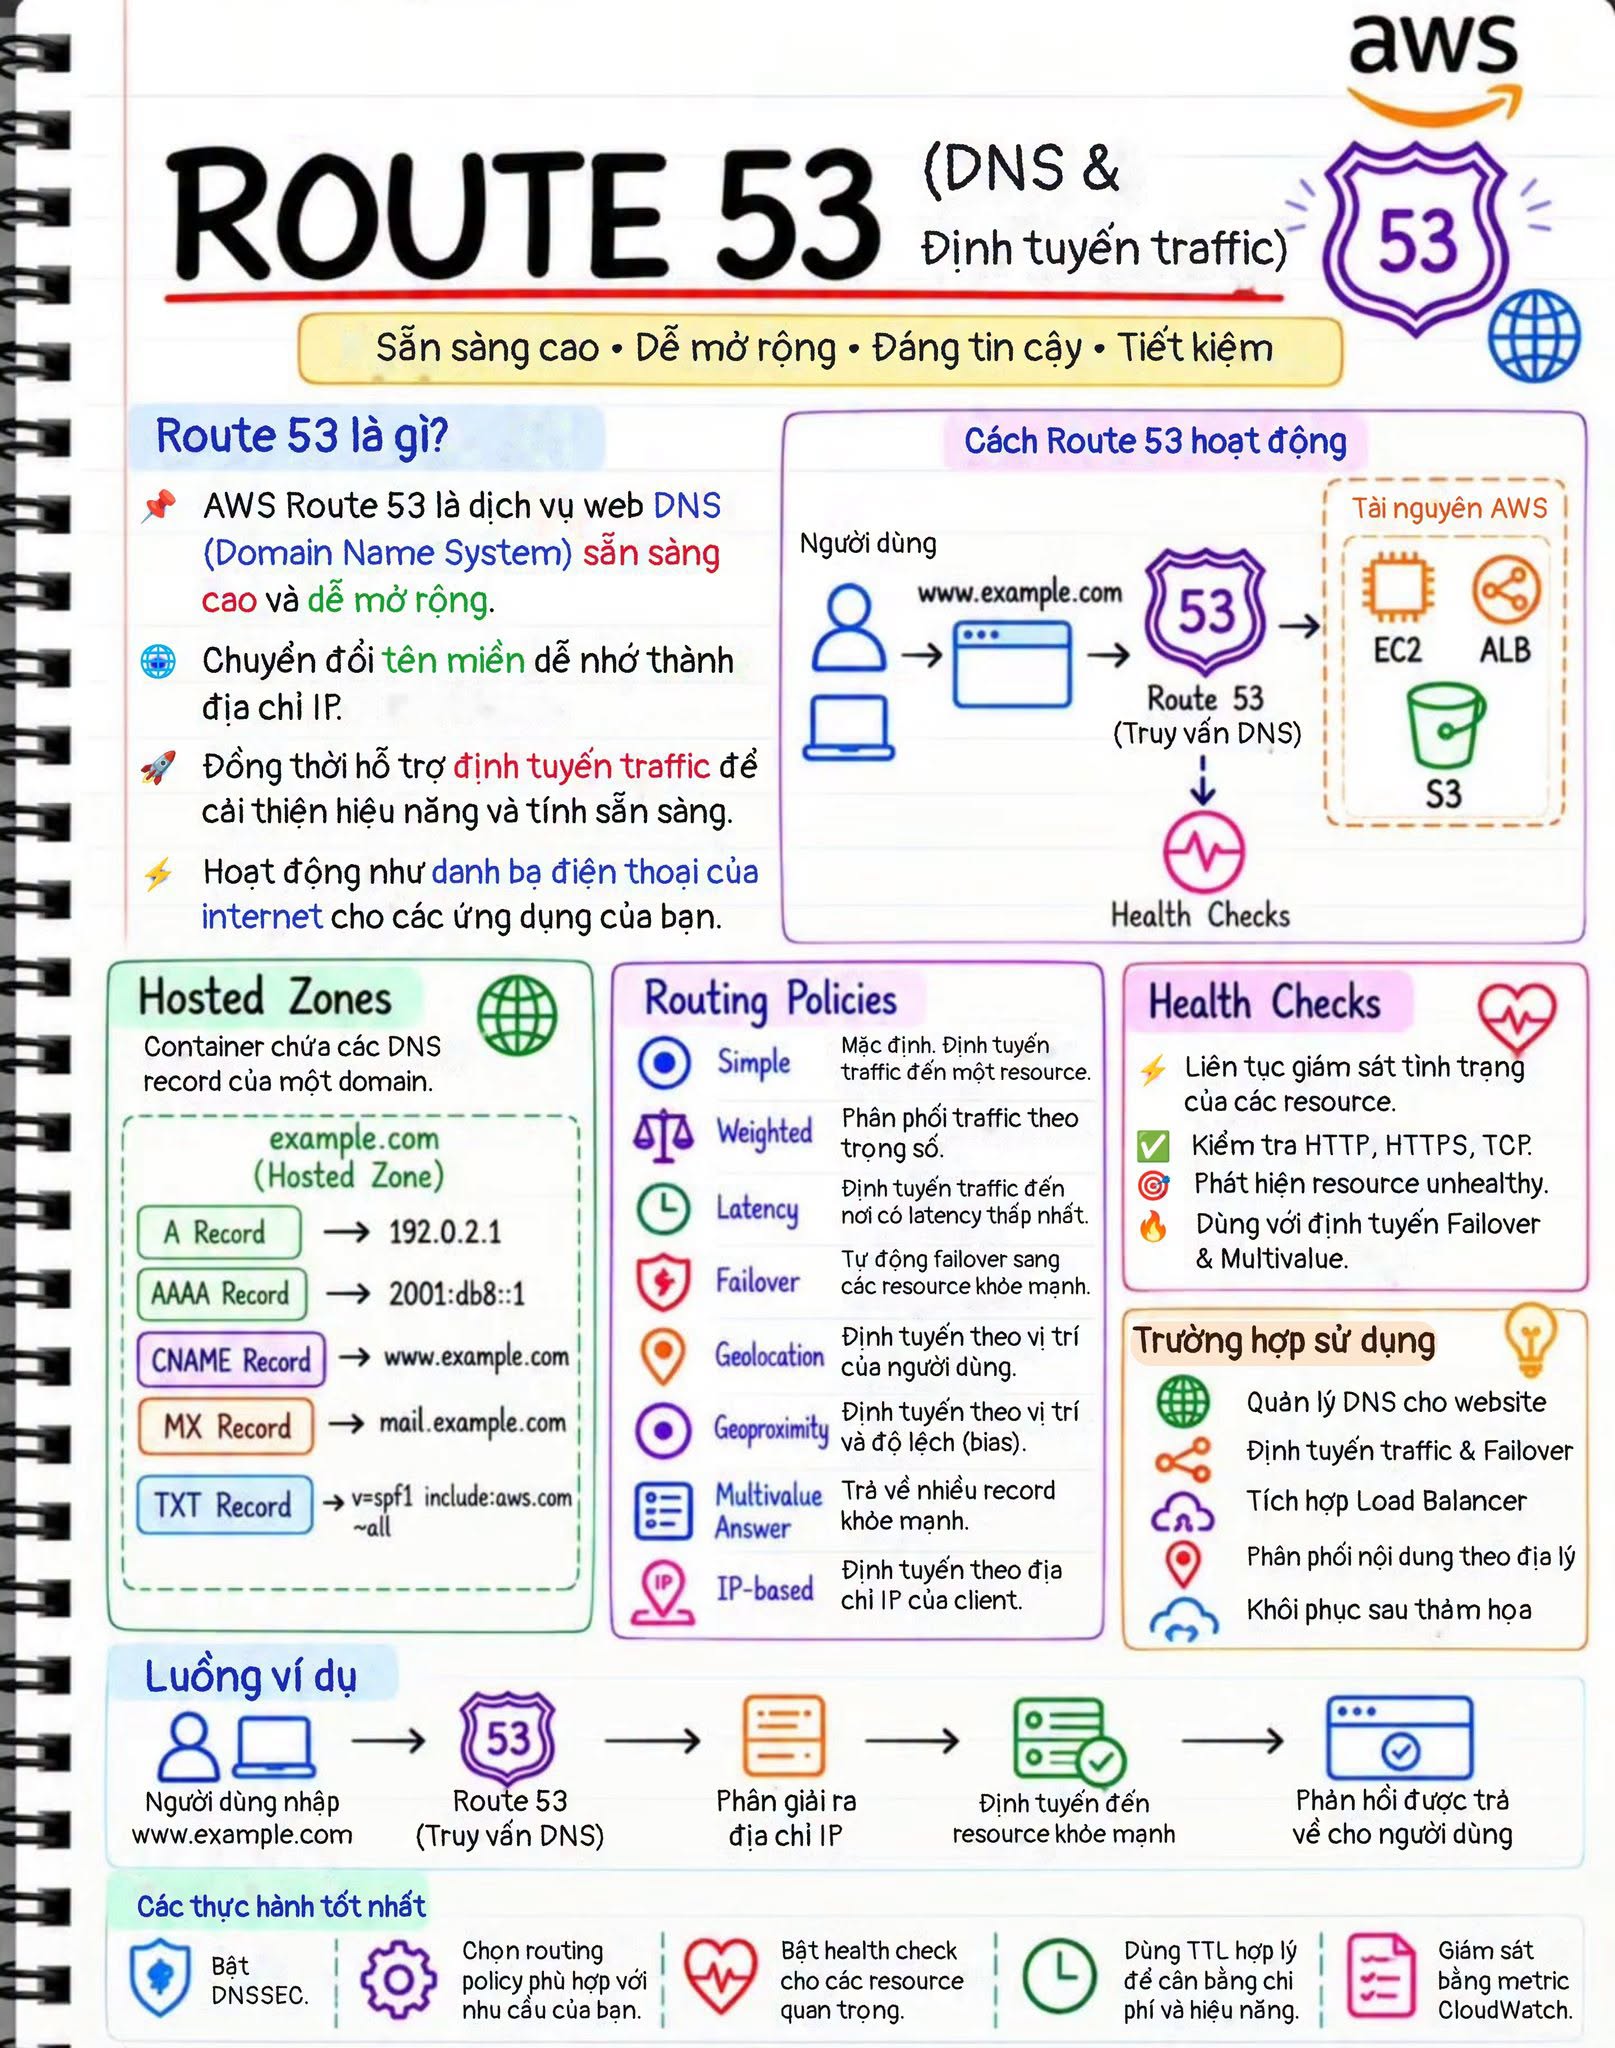 aws
ROUTE 53
(DNS &
Định tuyến traffic)
53
Sẵn sàng cao • Dễ mở rộng • Đáng tin cậy • Tiết kiệm
Route 53 là gì?
AWS Route 53 là dịch vụ web DNS
(Domain Name System) sẵn sàng
cao và dễ mở rộng.
Chuyển đổi tên miền dễ nhớ thành
địa chỉ IP.
Đồng thời hỗ trợ định tuyến traffic để
cải thiện hiệu năng và tính sẵn sàng.
Hoạt động như danh bạ điện thoại của
internet cho các ứng dụng của bạn.
Cách Route 53 hoạt động
Người dùng
www.example.com
53
Route 53
(Truy vấn DNS)
Health Checks
Tài nguyên AWS
EC2
ALB
S3
Hosted Zones
Container chứa các DNS
record của một domain.
example.com
(Hosted Zone)
A Record → 192.0.2.1
AAAA Record → 2001:db8::1
CNAME Record → www.example.com
MX Record → mail.example.com
TXT Record → v=spf1 include:aws.com
~all
Routing Policies
Simple
Mặc định. Định tuyến
traffic đến một resource.
Weighted
Phân phối traffic theo
trọng số.
Latency
Định tuyến traffic đến
nơi có latency thấp nhất.
Failover
Tự động failover sang
các resource khỏe mạnh.
Geolocation
Định tuyến theo vị trí
của người dùng.
Geoproximity
Định tuyến theo vị trí
và độ lệch (bias).
Multivalue
Answer
Trả về nhiều record
khỏe mạnh.
IP
IP-based
Định tuyến theo địa
chỉ IP của client.
Health Checks
Liên tục giám sát tình trạng
của các resource.
Kiểm tra HTTP, HTTPS, TCP.
Phát hiện resource unhealthy.
Dùng với định tuyến Failover
& Multivalue.
Trường hợp sử dụng
Quản lý DNS cho website
Định tuyến traffic & Failover
Tích hợp Load Balancer
Phân phối nội dung theo địa lý
Khôi phục sau thảm họa
Luồng ví dụ
Người dùng nhập
www.example.com
53
Route 53
(Truy vấn DNS)
Phân giải ra
địa chỉ IP
Định tuyến đến
resource khỏe mạnh
Phản hồi được trả
về cho người dùng
Các thực hành tốt nhất
Bật
DNSSEC.
Chọn routing
policy phù hợp với
nhu cầu của bạn.
Bật health check
cho các resource
quan trọng.
Dùng TTL hợp lý
để cân bằng chi
phí và hiệu năng.
Giám sát
bằng metric
CloudWatch.